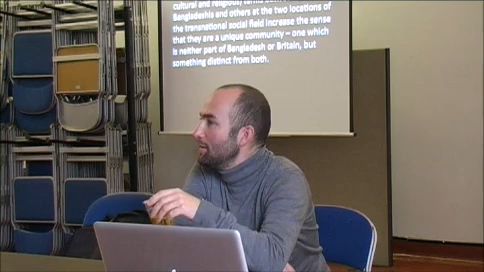 cultural and religious) terms
Bangladeshis and others at the two locations of
the transnational social field increase the sense
that they are a unique community – one which
is neither part of Bangladesh or Britain, but
something distinct from both.